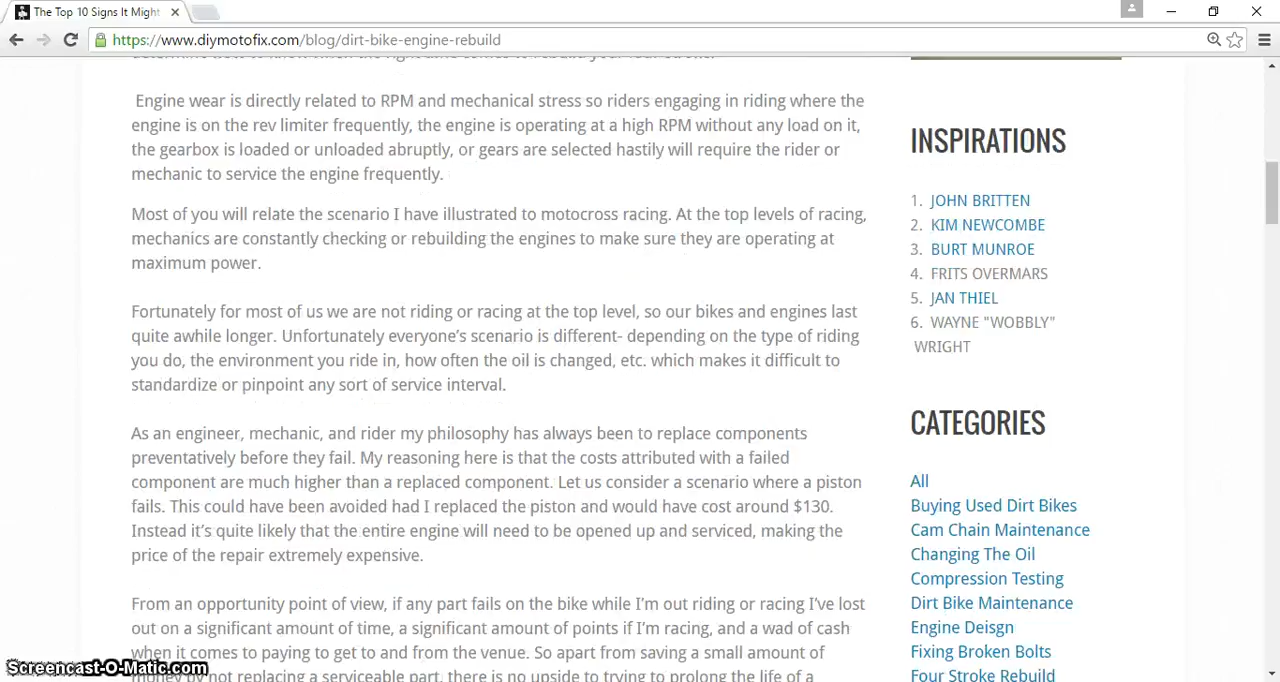 The Top 10 Signs It Might
https://www.diymotofix.com/blog/dirt-bike-engine-rebuild
Engine wear is directly related to RPM and mechanical stress so riders engaging in riding where the
engine is on the rev limiter frequently, the engine is operating at a high RPM without any load on it,
the gearbox is loaded or unloaded abruptly, or gears are selected hastily will require the rider or
mechanic to service the engine frequently.
Most of you will relate the scenario I have illustrated to motocross racing. At the top levels of racing,
mechanics are constantly checking or rebuilding the engines to make sure they are operating at
maximum power.
Fortunately for most of us we are not riding or racing at the top level, so our bikes and engines last
quite awhile longer. Unfortunately everyone’s scenario is different- depending on the type of riding
you do, the environment you ride in, how often the oil is changed, etc. which makes it difficult to
standardize or pinpoint any sort of service interval.
As an engineer, mechanic, and rider my philosophy has always been to replace components
preventatively before they fail. My reasoning here is that the costs attributed with a failed
component are much higher than a replaced component. Let us consider a scenario where a piston
fails. This could have been avoided had I replaced the piston and would have cost around $130.
Instead it’s quite likely that the entire engine will need to be opened up and serviced, making the
price of the repair extremely expensive.
From an opportunity point of view, if any part fails on the bike while I’m out riding or racing I’ve lost
out on a significant amount of time, a significant amount of points if I’m racing, and a wad of cash
when it comes to paying to get to and from the venue. So apart from saving a small amount of
money by not replacing a serviceable part, there is no upside to trying to prolong the life of a
INSPIRATIONS
1. JOHN BRITTEN
2. KIM NEWCOMBE
3. BURT MUNROE
4. FRITS OVERMARS
5. JAN THIEL
6. WAYNE "WOBBLY"
WRIGHT
CATEGORIES
All
Buying Used Dirt Bikes
Cam Chain Maintenance
Changing The Oil
Compression Testing
Dirt Bike Maintenance
Engine Deisgn
Fixing Broken Bolts
Four Stroke Rebuild
Screencast-O-Matic.com